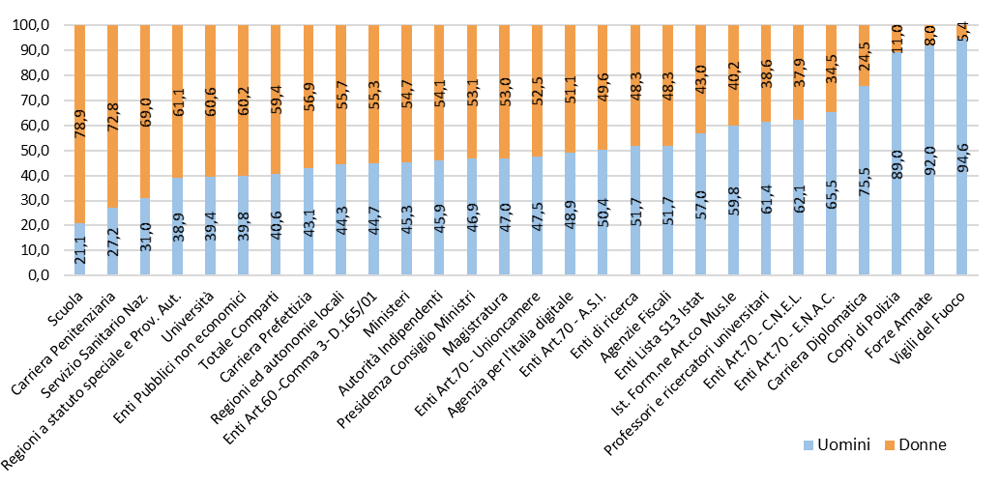 100,0
90,0
80,0
70,0
60,0
50,0
40,0
30,0
20,0
10,0
0,0
78,9
72,8
69,0
61,1
60,6
60,2
59,4
56,9
55,7
55,3
54,7
54,1
53,1
53,0
52,5
51,1
49,6
48,3
48,3
43,0
40,2
38,6
37,9
34,5
24,5
11,0
8,0
5,4
21,1
27,2
31,0
38,9
39,4
39,8
40,6
43,1
44,3
44,7
45,3
45,9
46,9
47,0
47,5
48,9
50,4
51,7
51,7
57,0
59,8
61,4
62,1
65,5
75,5
89,0
92,0
94,6
Scuola
Carriera Penitenziaria
Servizio Sanitario Naz.
Regioni a statuto speciale e Prov. Aut.
Università
Enti Pubblici non economici
Totale Comparti
Carriera Prefettizia
Regioni ed autonomie locali
Enti Art.60 -Comma 3- D.165/01
Ministeri
Autorità Indipendenti
Presidenza Consiglio Ministri
Magistratura
Enti Art.70 - Unioncamere
Agenzia per l'Italia digitale
Enti Art.70 - A.S.I.
Enti di ricerca
Agenzie Fiscali
Enti Lista S13 Istat
Ist. Form.ne Art.co Mus.le
Professori e ricercatori universitari
Enti Art.70 - C.N.E.L.
Enti Art.70 - E.N.A.C.
Carriera Diplomatica
Corpi di Polizia
Forze Armate
Vigili del Fuoco
Uomini
Donne